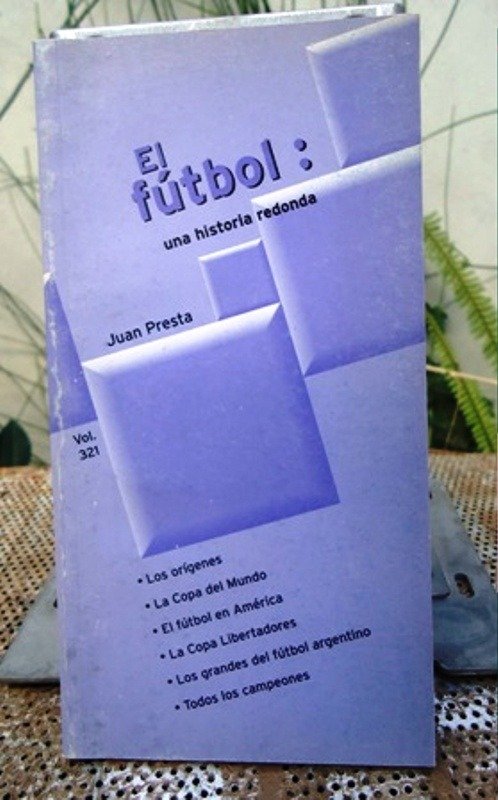 El
fútbol :
una historia redonda
Juan Presta
Vol.
321
• Los orígenes
• La Copa del Mundo
• El fútbol en América
• La Copa Libertadores
• Los grandes del fútbol argentino
• Todos los campeones